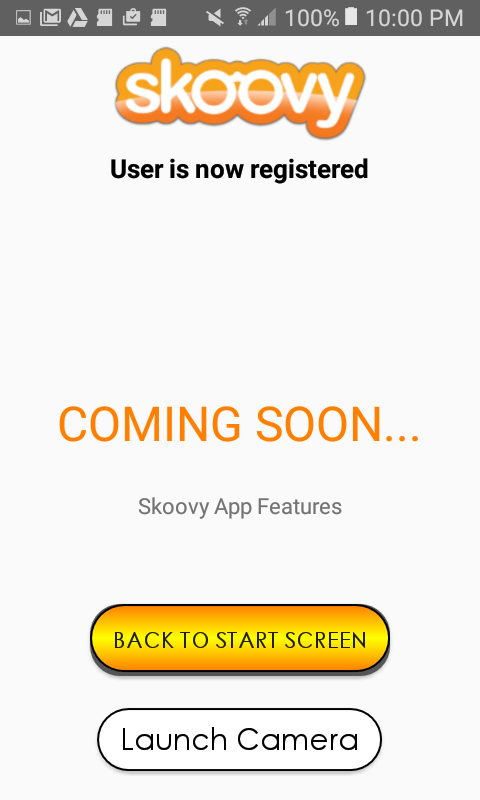 100% 10:00 PM
skoovy
User is now registered
COMING SOON...
Skoovy App Features
BACK TO START SCREEN
Launch Camera